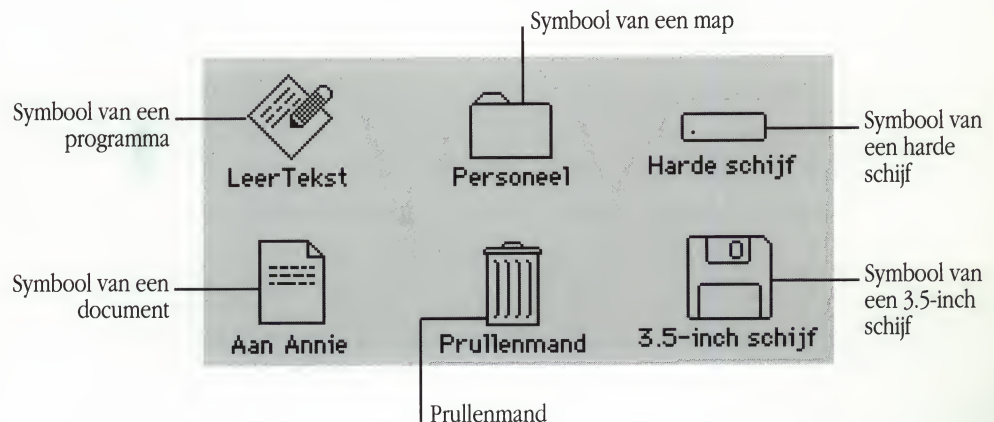 Symbool van een map
Symbool van een
programma
LeerTekst
Personeel
Harde schijf
Symbool van
een harde
schijf
Symbool van een
document
Aan Annie
Prullenmand
3.5-inch schijf
Symbool van
een 3.5-inch
schijf
Prullenmand